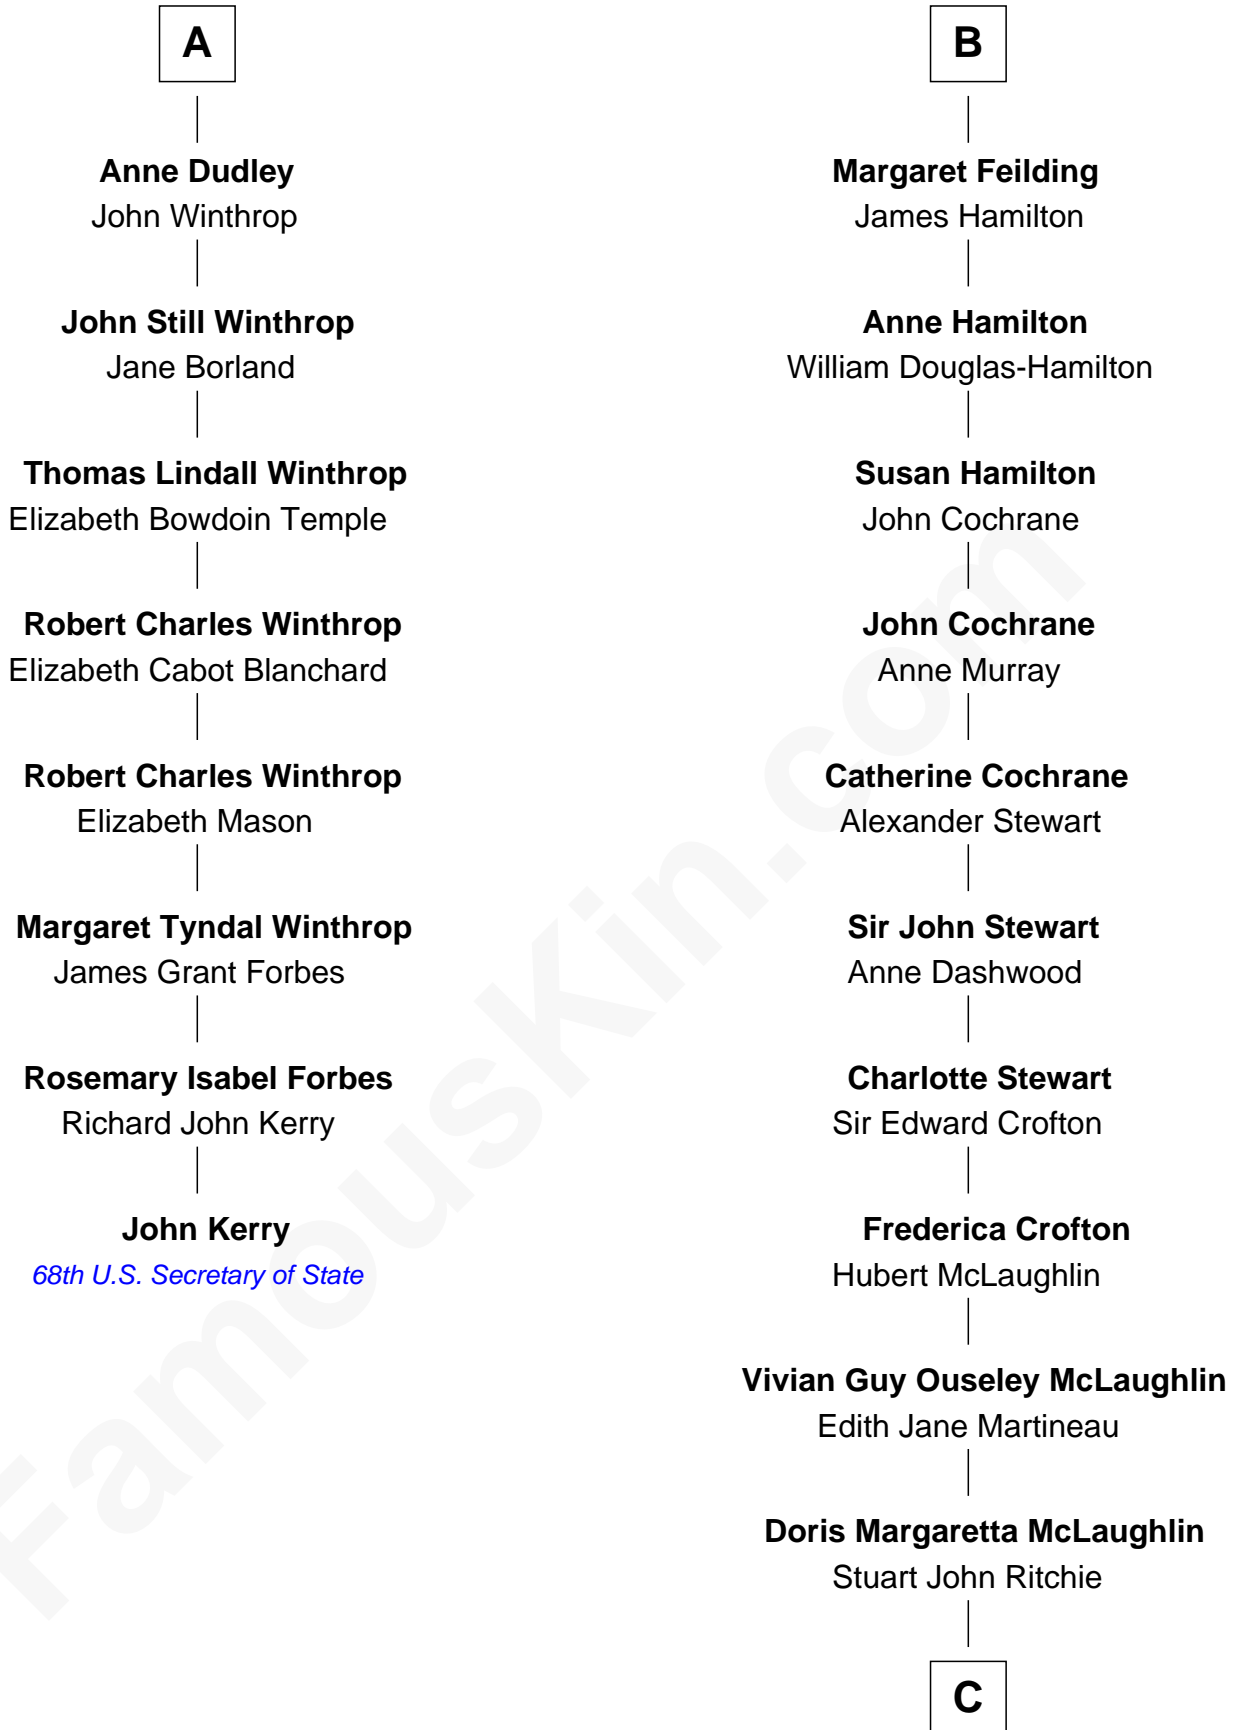 A
Anne Dudley
John Winthrop
John Still Winthrop
Jane Borland
Thomas Lindall Winthrop
Elizabeth Bowdoin Temple
Robert Charles Winthrop
Elizabeth Cabot Blanchard
Robert Charles Winthrop
Elizabeth Mason
Margaret Tyndal Winthrop
James Grant Forbes
Rosemary Isabel Forbes
Richard John Kerry
John Kerry
68th U.S. Secretary of State
B
Margaret Feilding
James Hamilton
Anne Hamilton
William Douglas-Hamilton
Susan Hamilton
John Cochrane
John Cochrane
Anne Murray
Catherine Cochrane
Alexander Stewart
Sir John Stewart
Anne Dashwood
Charlotte Stewart
Sir Edward Crofton
Frederica Crofton
Hubert McLaughlin
Vivian Guy Ouseley McLaughlin
Edith Jane Martineau
Doris Margaretta McLaughlin
Stuart John Ritchie
C
FamousKin.com